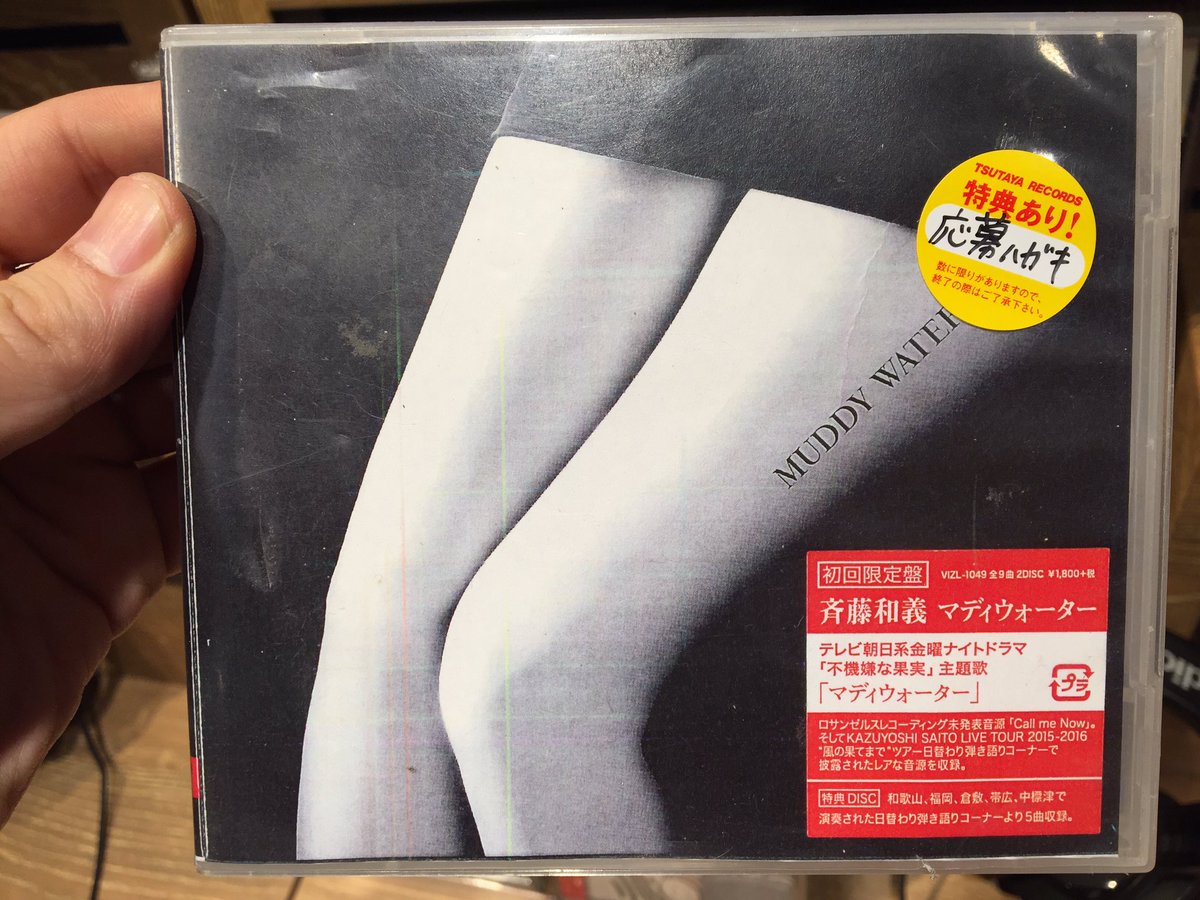 TSUTAYA RECORDS
特典あり!
応募ハガキ
数に限りがありますので、
終了の際はご了承下さい。
MUDDY WATER
初回限定盤 VIZL-1049 全9曲 2DISC ¥1,800+税
斉藤和義 マディウォーター
テレビ朝日系金曜ナイトドラマ
「不機嫌な果実」主題歌
「マディウォーター」
プラ
ロサンゼルスレコーディング未発表音源「Call me Now」。
そしてKAZUYOSHI SAITO LIVE TOUR 2015-2016
"風の果てまで"ツアー日替わり弾き語りコーナーで
披露されたレアな音源を収録。
特典DISC 和歌山、福岡、倉敷、帯広、中標津で
演奏された日替わり弾き語りコーナーより5曲収録。